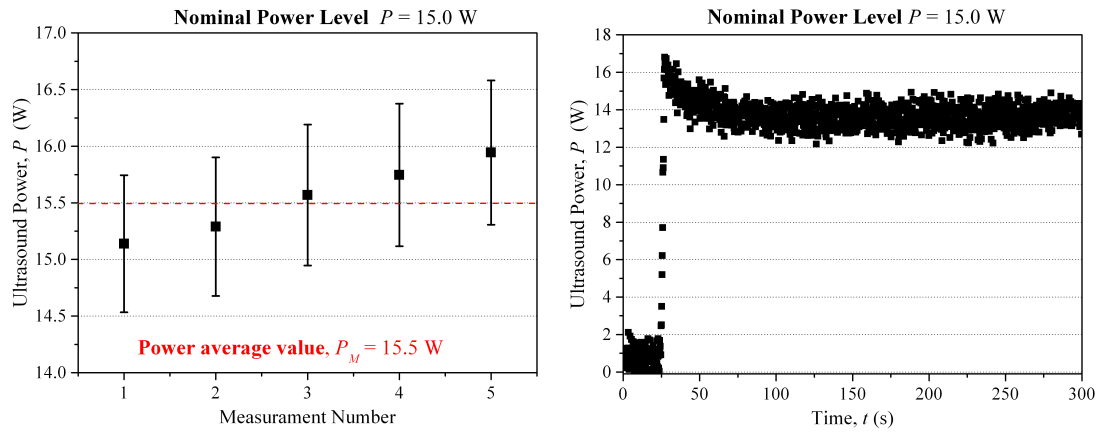 Nominal Power Level P = 15.0 W
17.0
16.5
16.0
15.5
15.0
14.5
14.0
Ultrasound Power, P (W)
Power average value, P_M = 15.5 W
1 2 3 4 5
Measurament Number
Nominal Power Level P = 15.0 W
18
16
14
12
10
8
6
4
2
0
Ultrasound Power, P (W)
0 50 100 150 200 250 300
Time, t (s)